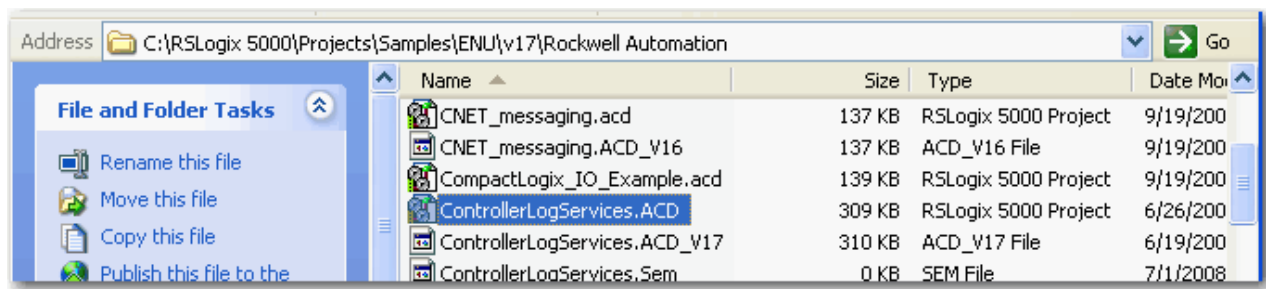 Address C:\RSLogix 5000\Projects\Samples\ENU\v17\Rockwell Automation Go
Name Size Type Date Mo
File and Folder Tasks
Rename this file
Move this file
Copy this file
Publish this file to the
CNET_messaging.acd 137 KB RSLogix 5000 Project 9/19/200
CNET_messaging.ACD_V16 137 KB ACD_V16 File 9/19/200
CompactLogix_IO_Example.acd 139 KB RSLogix 5000 Project 9/19/200
ControllerLogServices.ACD 309 KB RSLogix 5000 Project 6/26/200
ControllerLogServices.ACD_V17 310 KB ACD_V17 File 6/19/200
ControllerLogServices.Sem 0 KB SEM File 7/1/2008